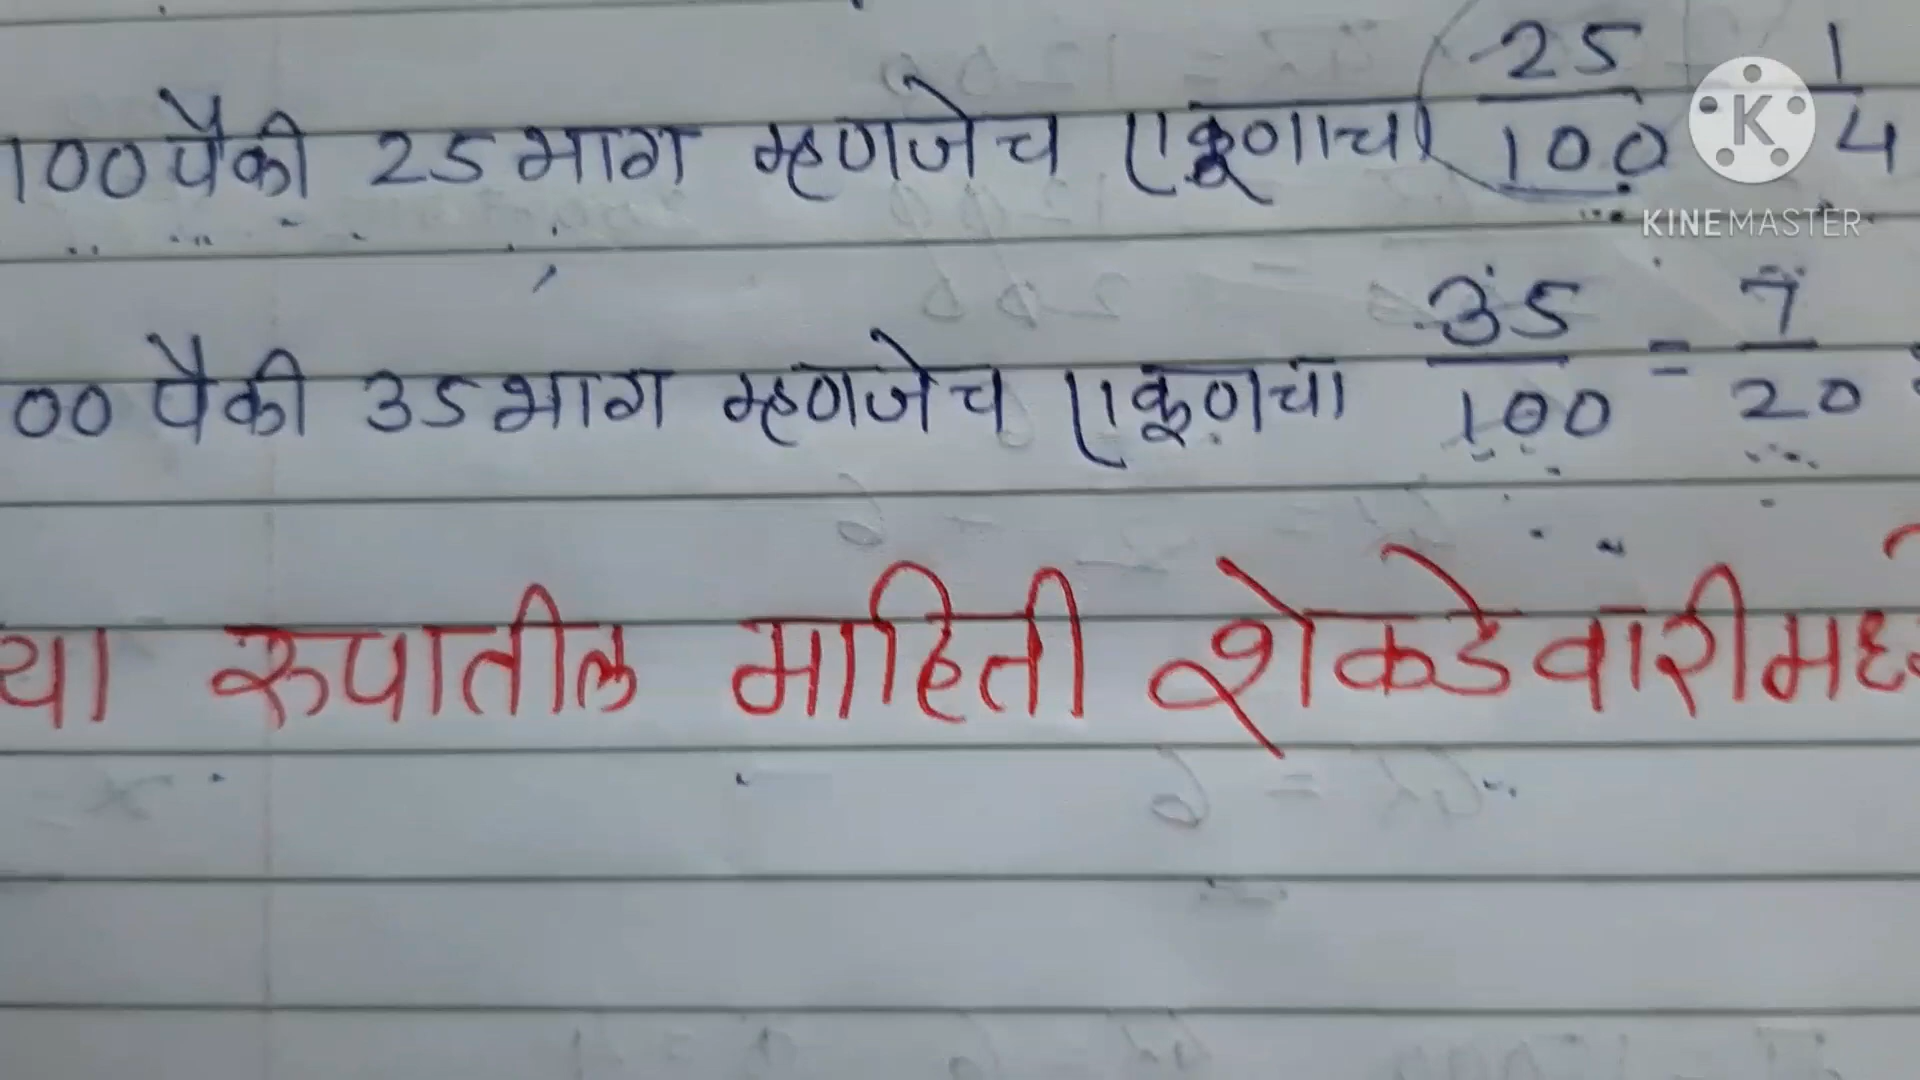 100 पैकी 25 भाग म्हणजेच एकूणाचा 25/100 1/4
KINEMASTER
00 पैकी 35 भाग म्हणजेच एकूणचा 35/100 = 7/20
या रुपातील माहिती शेकडेवारीमध्